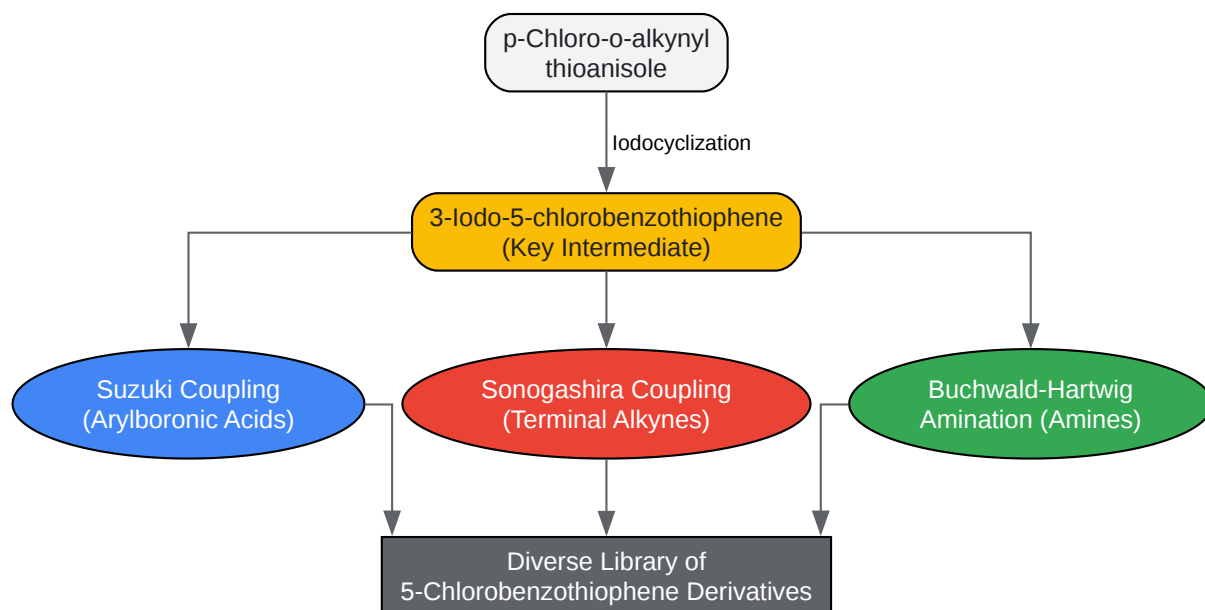 p-Chloro-o-alkynyl
thioanisole
Iodocyclization
3-Iodo-5-chlorobenzothiophene
(Key Intermediate)
Suzuki Coupling
(Arylboronic Acids)
Sonogashira Coupling
(Terminal Alkynes)
Buchwald-Hartwig
Amination (Amines)
Diverse Library of
5-Chlorobenzothiophene Derivatives